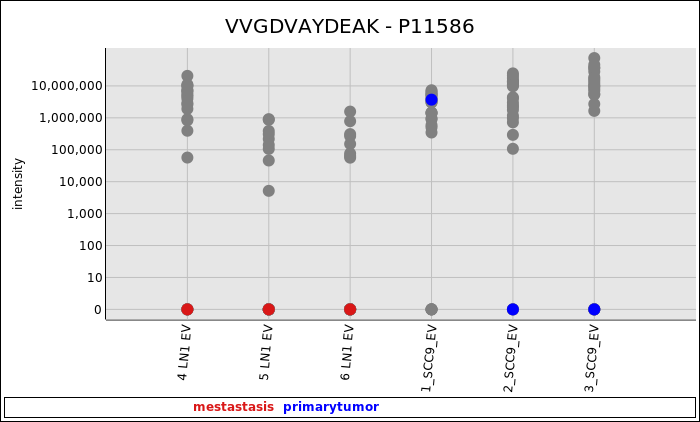 VVGDVAYDEAK - P11586
intensity
10,000,000
1,000,000
100,000
10,000
1,000
100
10
0
4 LN1 EV
5 LN1 EV
6 LN1 EV
1_SCC9_EV
2_SCC9_EV
3_SCC9_EV
mestastasis primarytumor